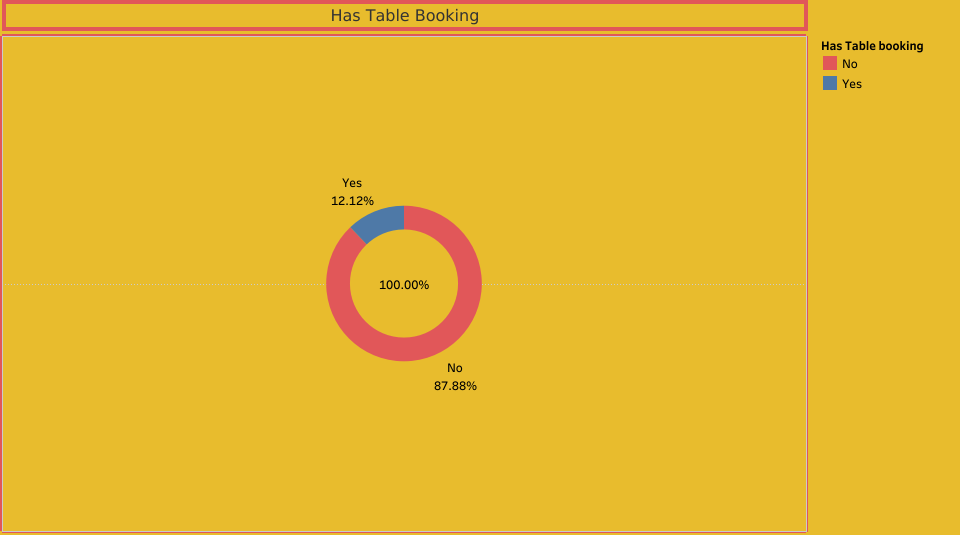 Has Table Booking
Has Table booking
No
Yes
Yes
12.12%
100.00%
No
87.88%